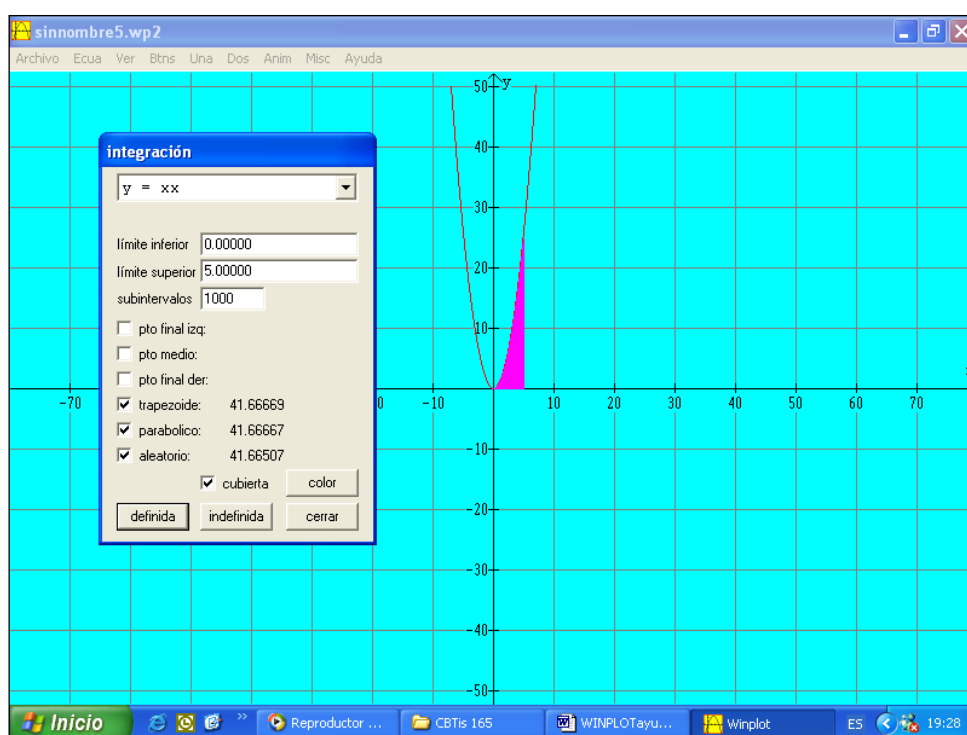 sinnombre5.wp2
Archivo Ecua Ver Btns Una Dos Anim Misc Ayuda
y
50
40
30
20
10
-70 0 -10 10 20 30 40 50 60 70
-10
-20
-30
-40
-50
integración
y = xx
límite inferior 0.00000
límite superior 5.00000
subintervalos 1000
pto final izq:
pto medio:
pto final der:
trapezoide: 41.66669
parabolico: 41.66667
aleatorio: 41.66507
cubierta color
definida indefinida cerrar
Inicio » Reproductor ... CBTis 165 WINPLOTayu... Winplot ES 19:28